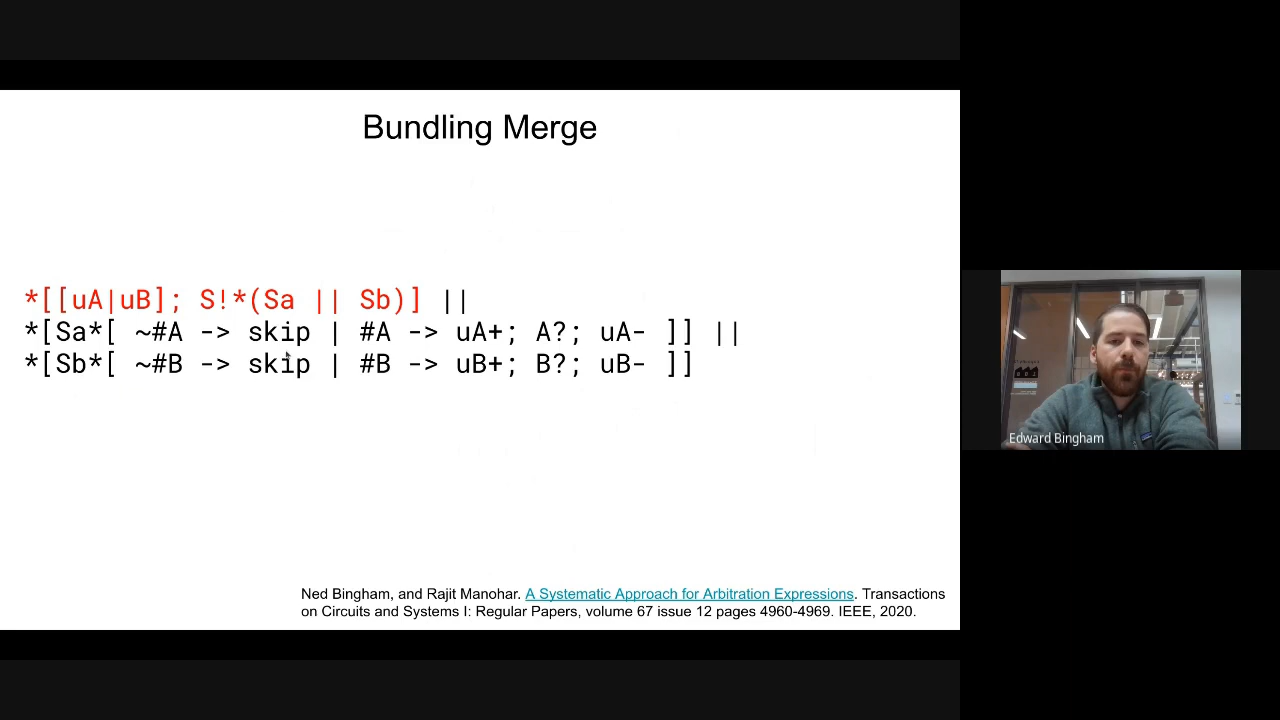 Bundling Merge
*[[uA|uB]; S!*(Sa || Sb)] ||
*[Sa*[ ~#A -> skip | #A -> uA+; A?; uA- ]] ||
*[Sb*[ ~#B -> skip | #B -> uB+; B?; uB- ]]
Edward Bingham
Ned Bingham, and Rajit Manohar. A Systematic Approach for Arbitration Expressions. Transactions
on Circuits and Systems I: Regular Papers, volume 67 issue 12 pages 4960-4969. IEEE, 2020.